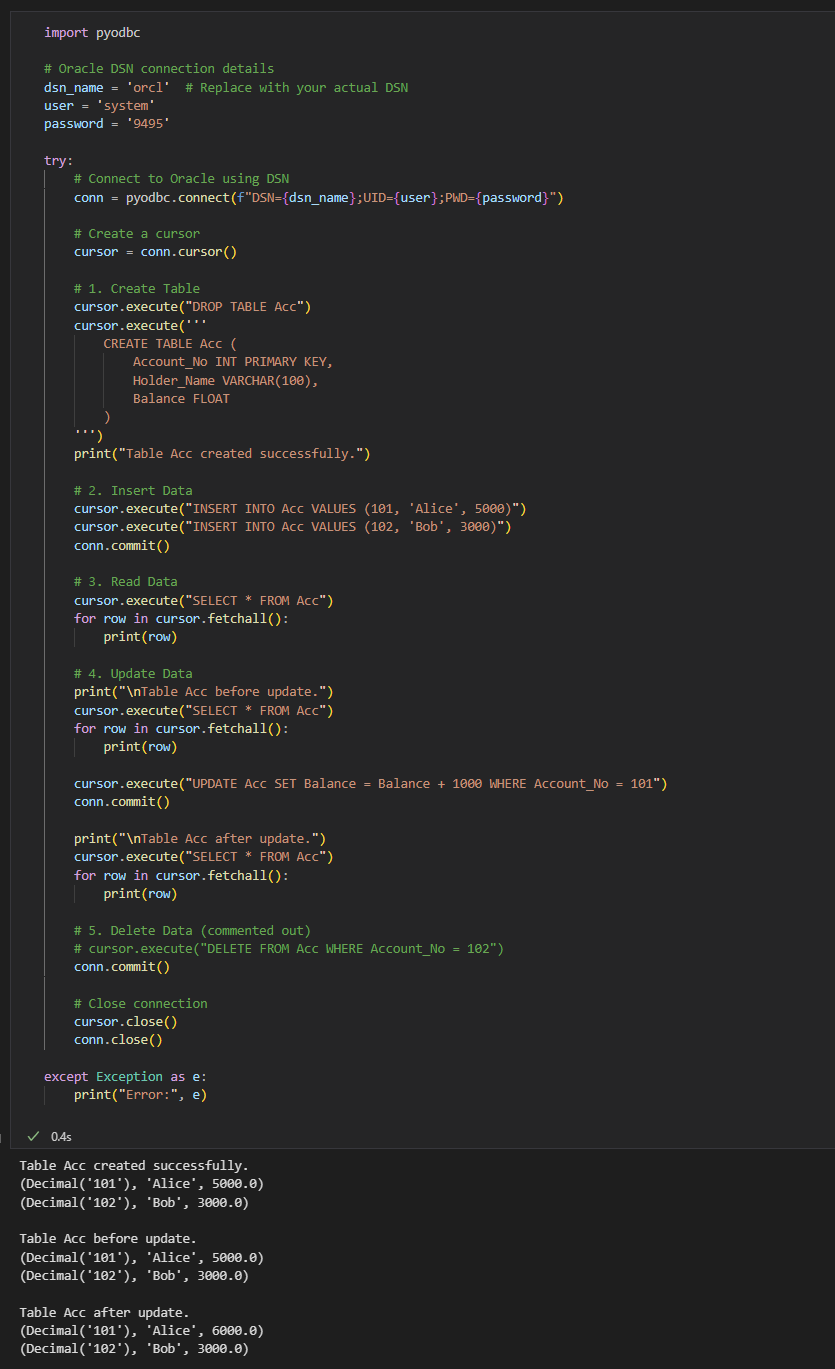 import pyodbc
# Oracle DSN connection details
dsn_name = 'orcl'  # Replace with your actual DSN
user = 'system'
password = '9495'
try:
    # Connect to Oracle using DSN
    conn = pyodbc.connect(f"DSN={dsn_name};UID={user};PWD={password}")
    # Create a cursor
    cursor = conn.cursor()
    # 1. Create Table
    cursor.execute("DROP TABLE Acc")
    cursor.execute('''
        CREATE TABLE Acc (
            Account_No INT PRIMARY KEY,
            Holder_Name VARCHAR(100),
            Balance FLOAT
        )
    ''')
    print("Table Acc created successfully.")
    # 2. Insert Data
    cursor.execute("INSERT INTO Acc VALUES (101, 'Alice', 5000)")
    cursor.execute("INSERT INTO Acc VALUES (102, 'Bob', 3000)")
    conn.commit()
    # 3. Read Data
    cursor.execute("SELECT * FROM Acc")
    for row in cursor.fetchall():
        print(row)
    # 4. Update Data
    print("\nTable Acc before update.")
    cursor.execute("SELECT * FROM Acc")
    for row in cursor.fetchall():
        print(row)
    cursor.execute("UPDATE Acc SET Balance = Balance + 1000 WHERE Account_No = 101")
    conn.commit()
    print("\nTable Acc after update.")
    cursor.execute("SELECT * FROM Acc")
    for row in cursor.fetchall():
        print(row)
    # 5. Delete Data (commented out)
    # cursor.execute("DELETE FROM Acc WHERE Account_No = 102")
    conn.commit()
    # Close connection
    cursor.close()
    conn.close()
except Exception as e:
    print("Error:", e)
✓ 0.4s
Table Acc created successfully.
(Decimal('101'), 'Alice', 5000.0)
(Decimal('102'), 'Bob', 3000.0)
Table Acc before update.
(Decimal('101'), 'Alice', 5000.0)
(Decimal('102'), 'Bob', 3000.0)
Table Acc after update.
(Decimal('101'), 'Alice', 6000.0)
(Decimal('102'), 'Bob', 3000.0)